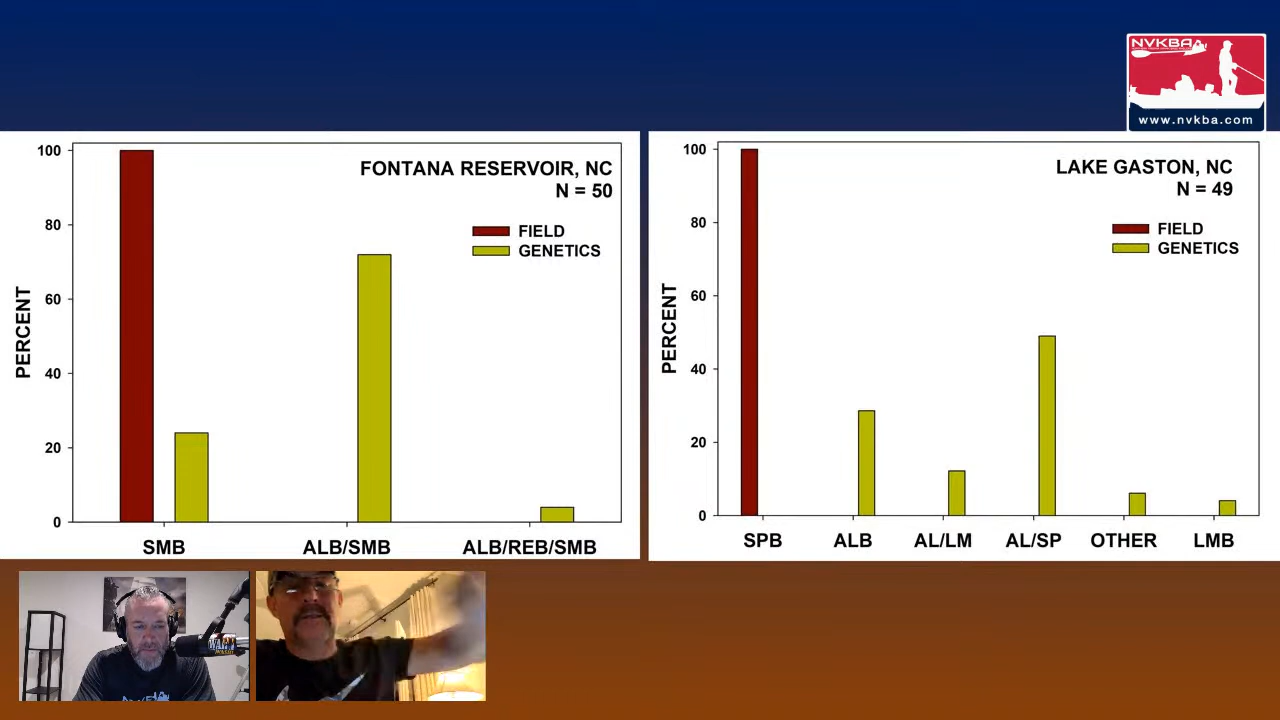 NVKBA
www.nvkba.com
FONTANA RESERVOIR, NC
N = 50
FIELD
GENETICS
PERCENT
100
80
60
40
20
0
SMB
ALB/SMB
ALB/REB/SMB
LAKE GASTON, NC
N = 49
FIELD
GENETICS
PERCENT
100
80
60
40
20
0
SPB
ALB
AL/LM
AL/SP
OTHER
LMB